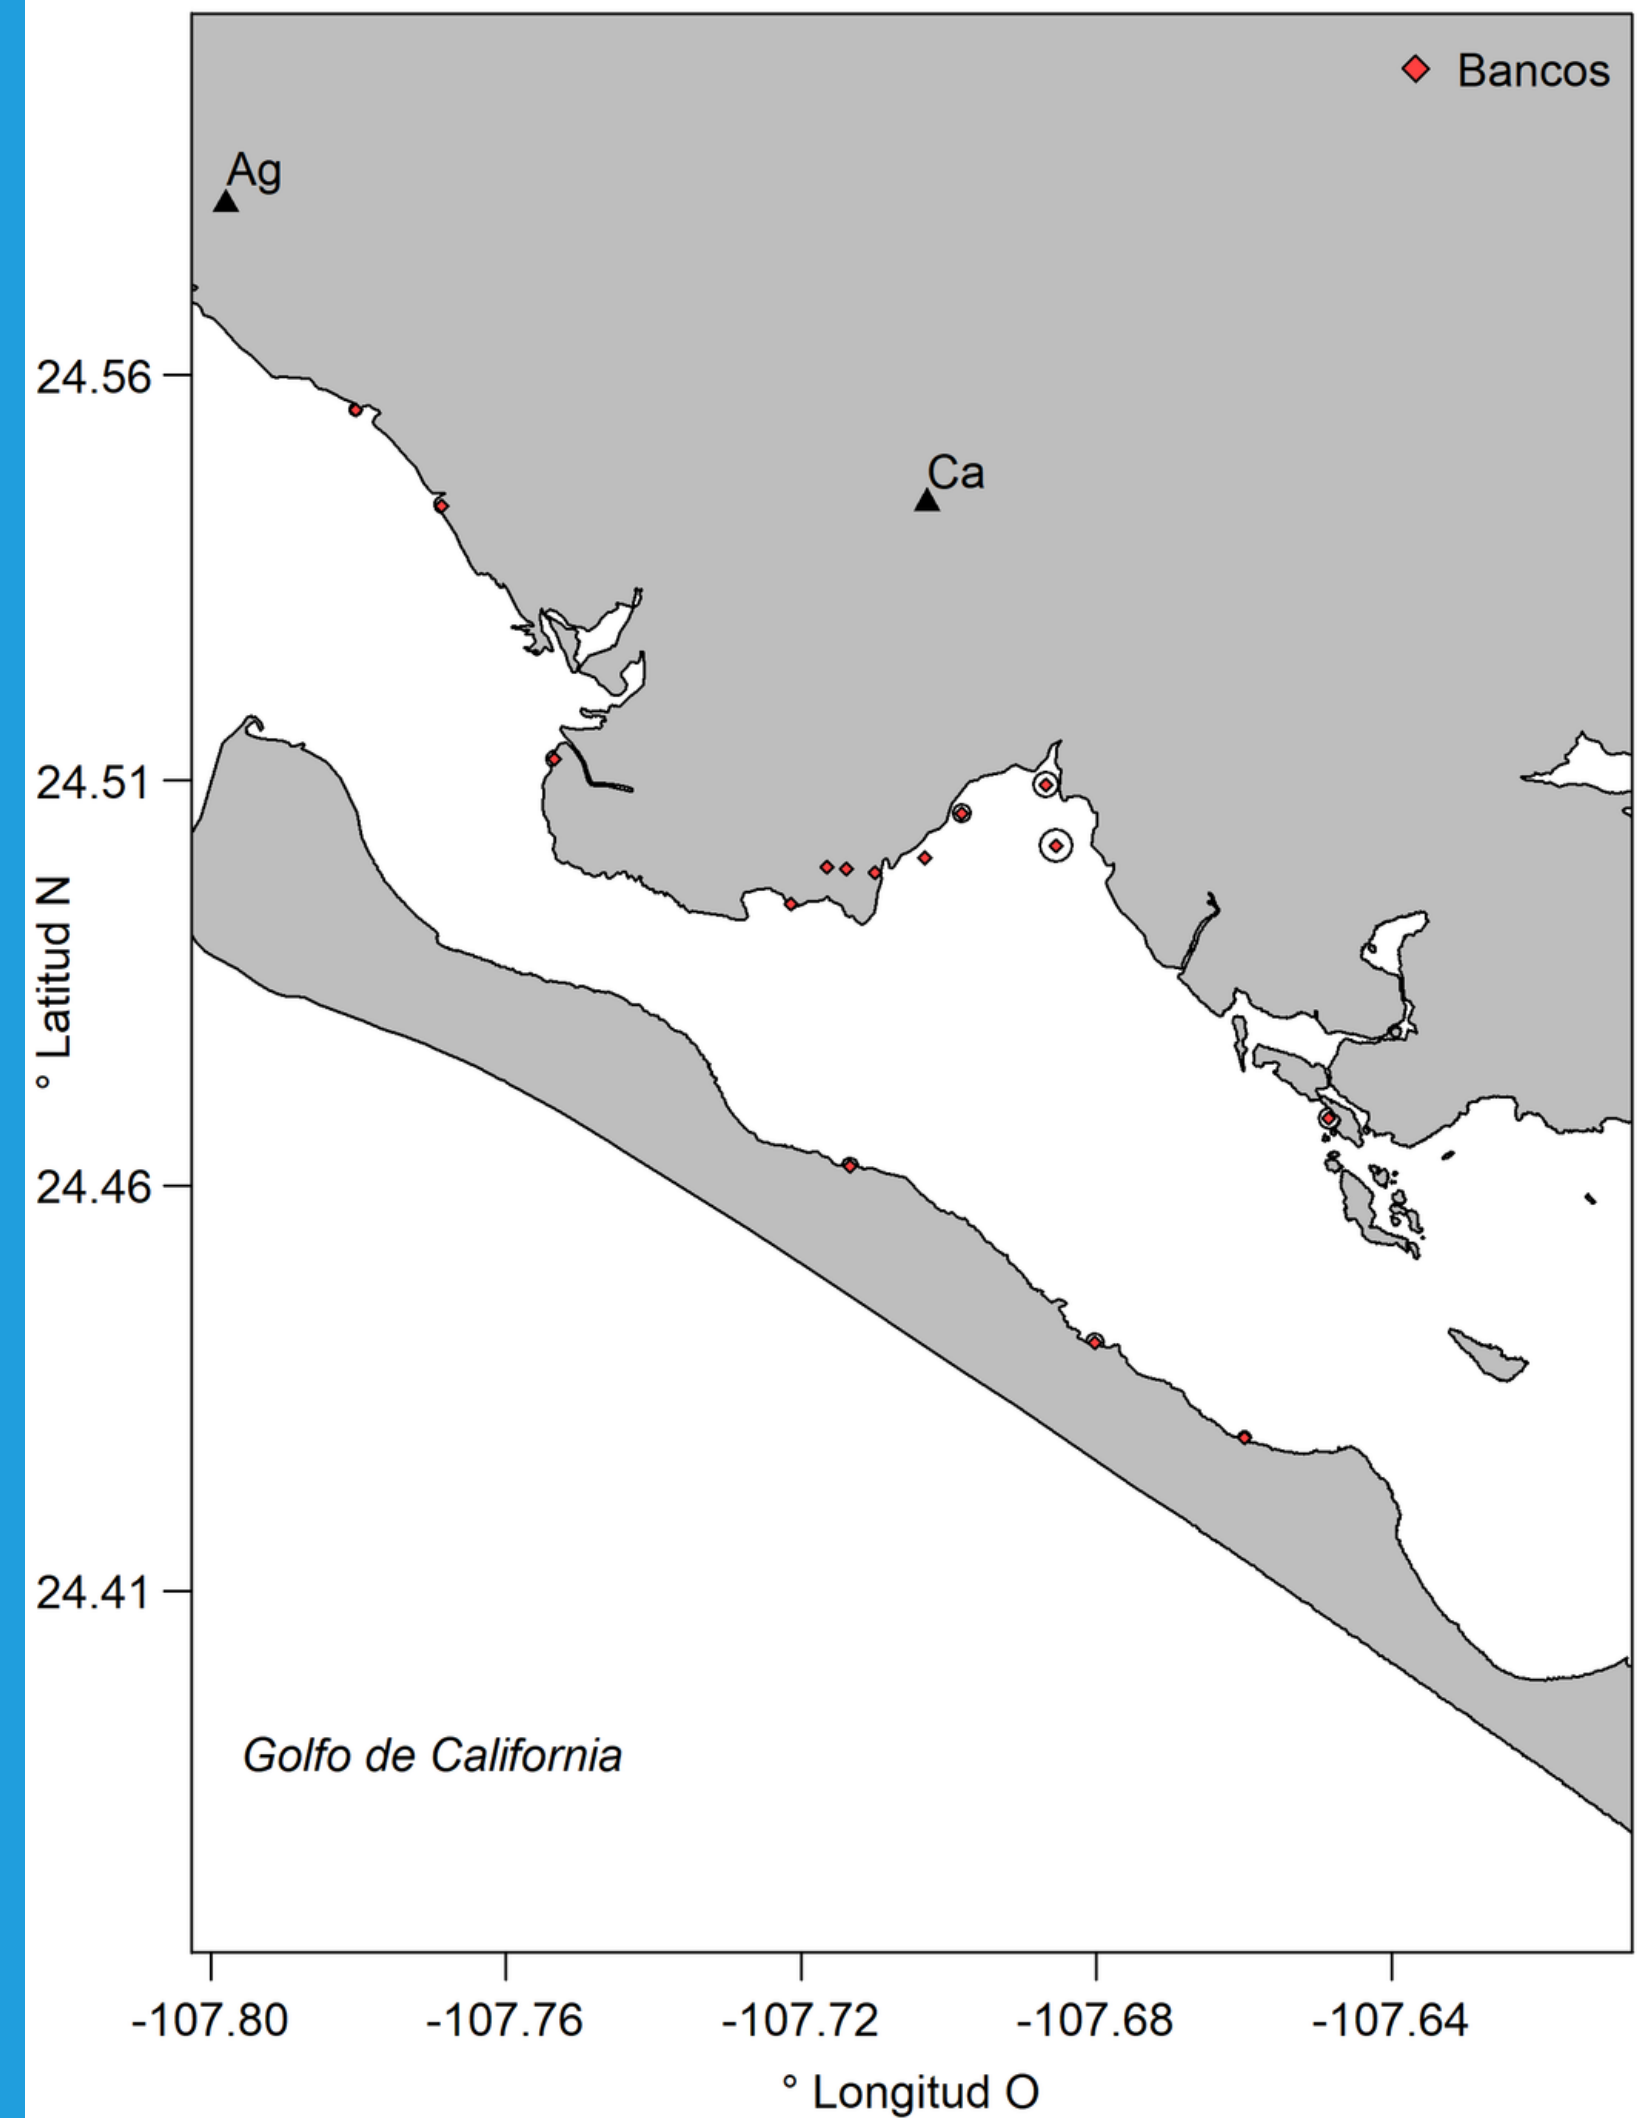 Bancos
Ag
Ca
24.56
24.51
24.46
24.41
° Latitud N
Golfo de California
-107.80
-107.76
-107.72
-107.68
-107.64
° Longitud O